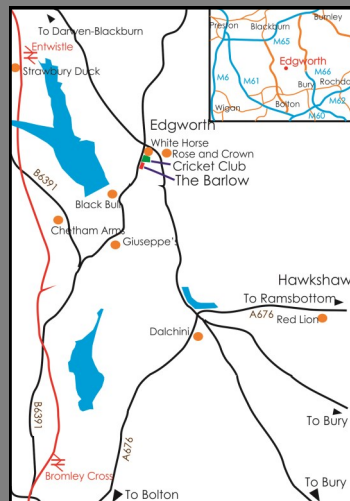 To Darwen-Blackburn
Entwistle
Strawbury Duck
Preston
Blackburn
Burnley
M65
Edgworth
M6
M61
M66
Bury
Rochda
Wigan
Bolton
M62
M60
Edgworth
White Horse
Rose and Crown
Cricket Club
The Barlow
B6391
Black Bull
Chetham Arms
Giuseppe's
Hawkshaw
To Ramsbottom
A676
Red Lion
Dalchini
B6391
A676
To Bury
Bromley Cross
To Bury
To Bolton